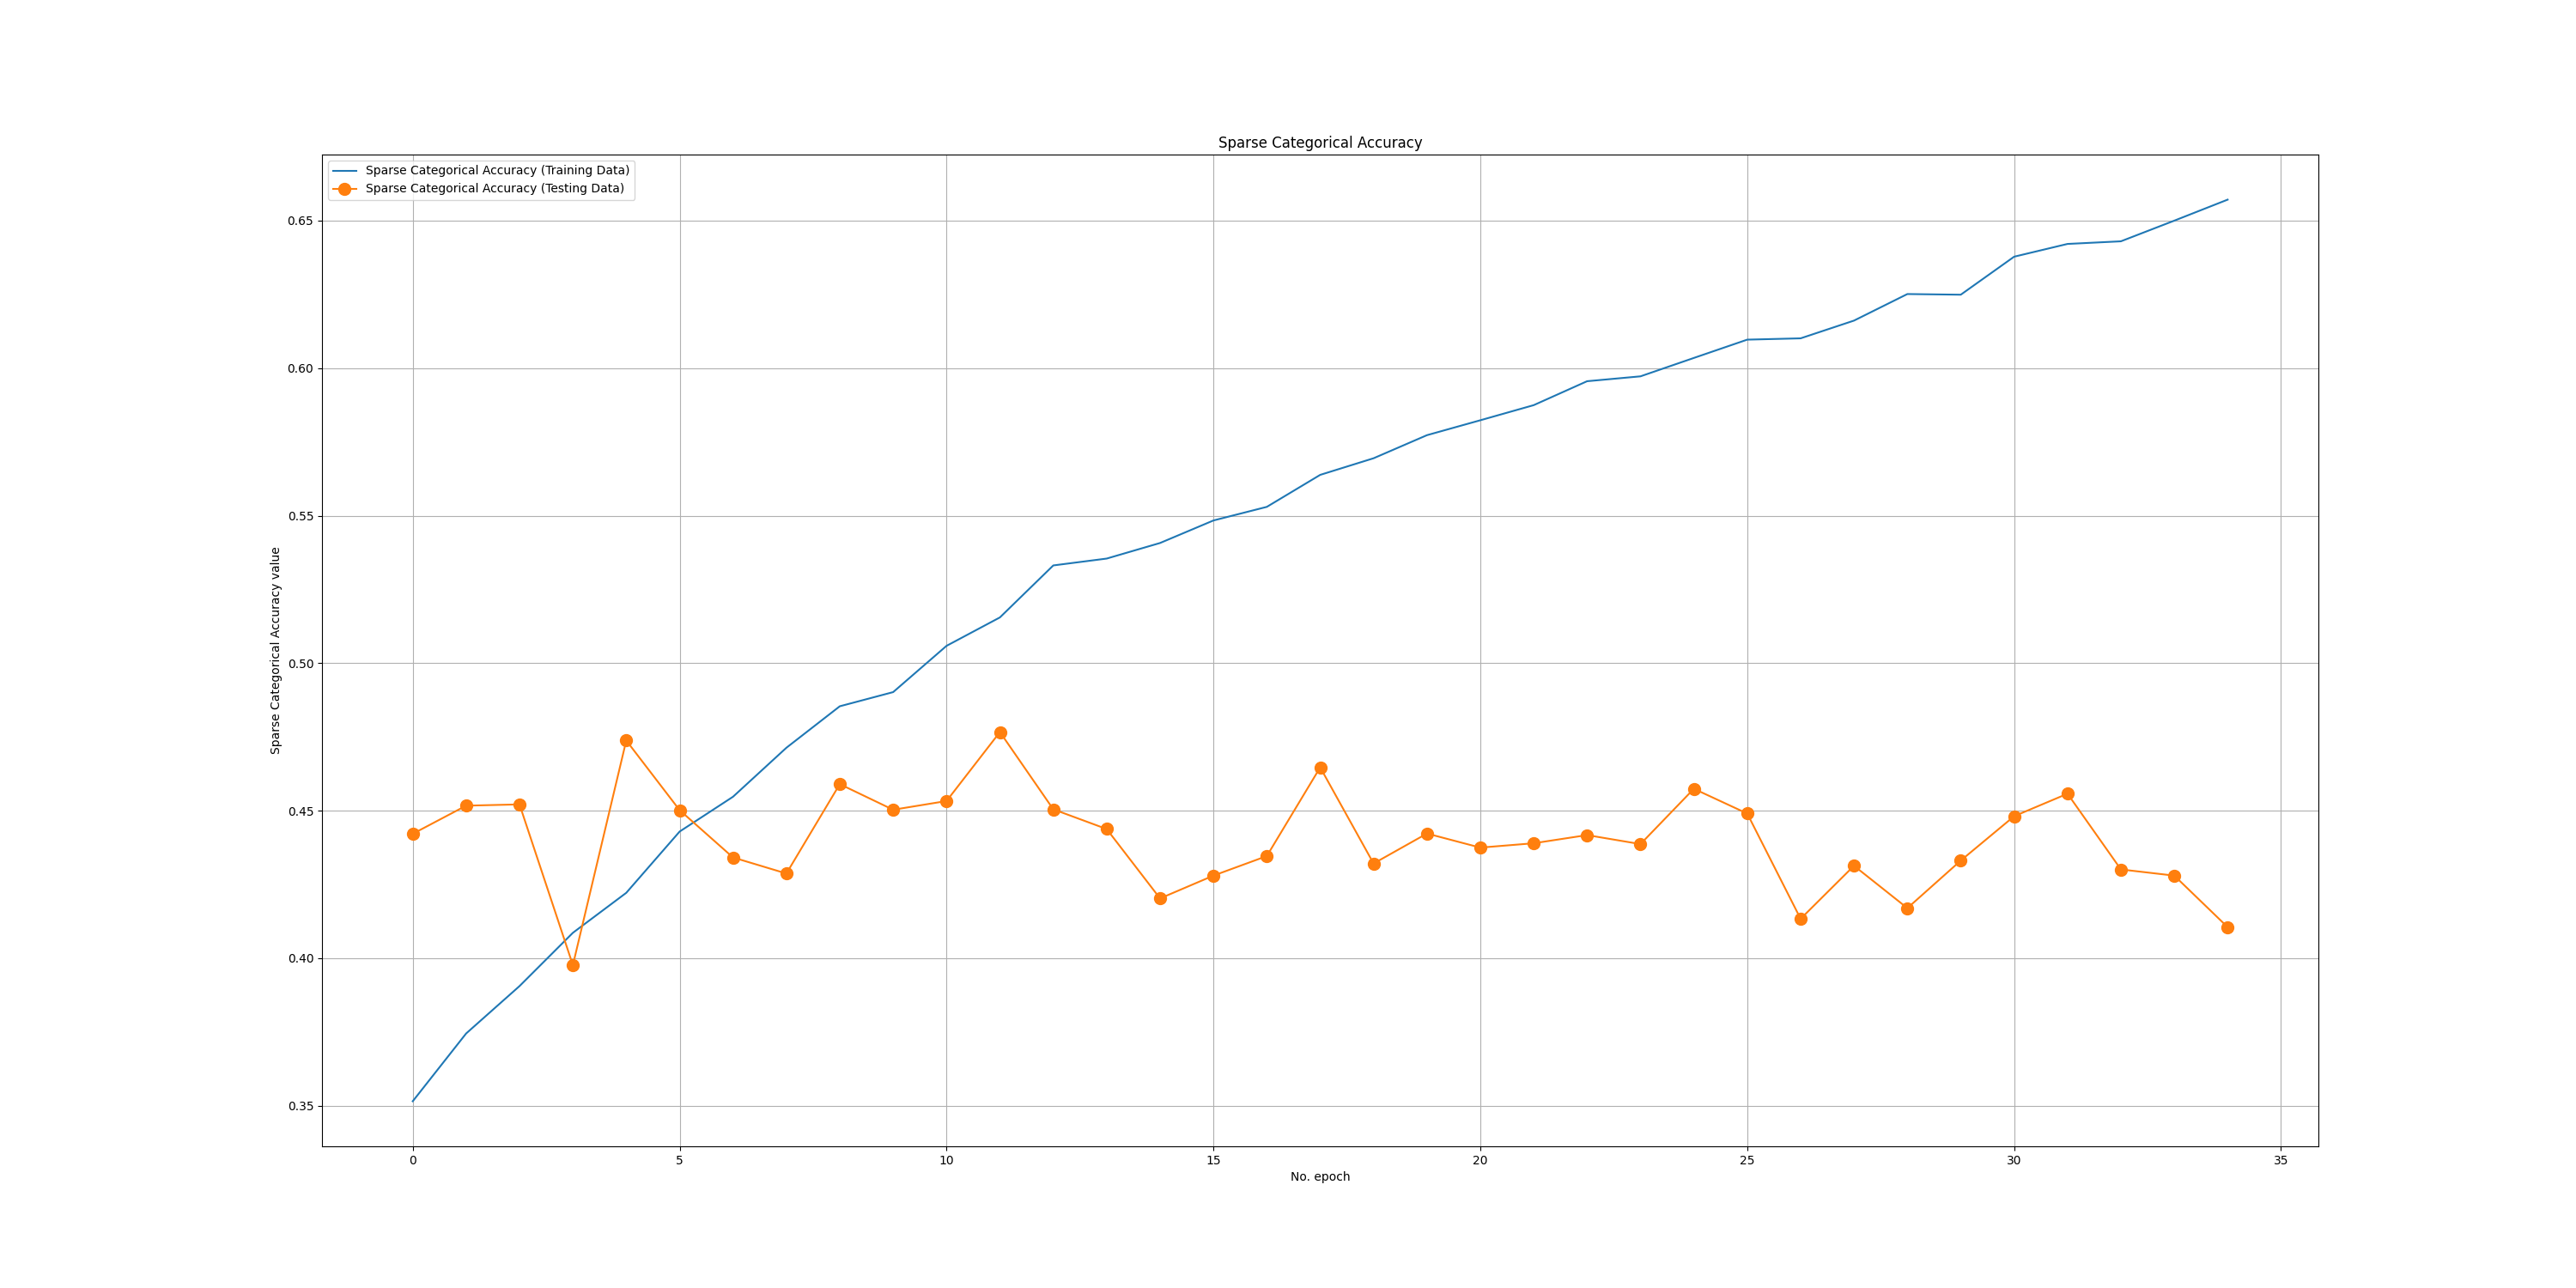 Sparse Categorical Accuracy
Sparse Categorical Accuracy (Training Data)
Sparse Categorical Accuracy (Testing Data)
Sparse Categorical Accuracy value
0.65
0.60
0.55
0.50
0.45
0.40
0.35
0 5 10 15 20 25 30 35
No. epoch